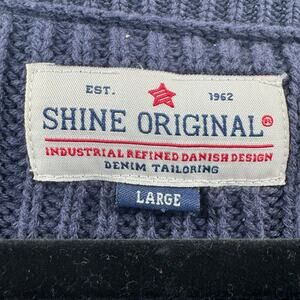 EST. 1962
SHINE ORIGINAL®
INDUSTRIAL REFINED DANISH DESIGN
DENIM TAILORING
LARGE